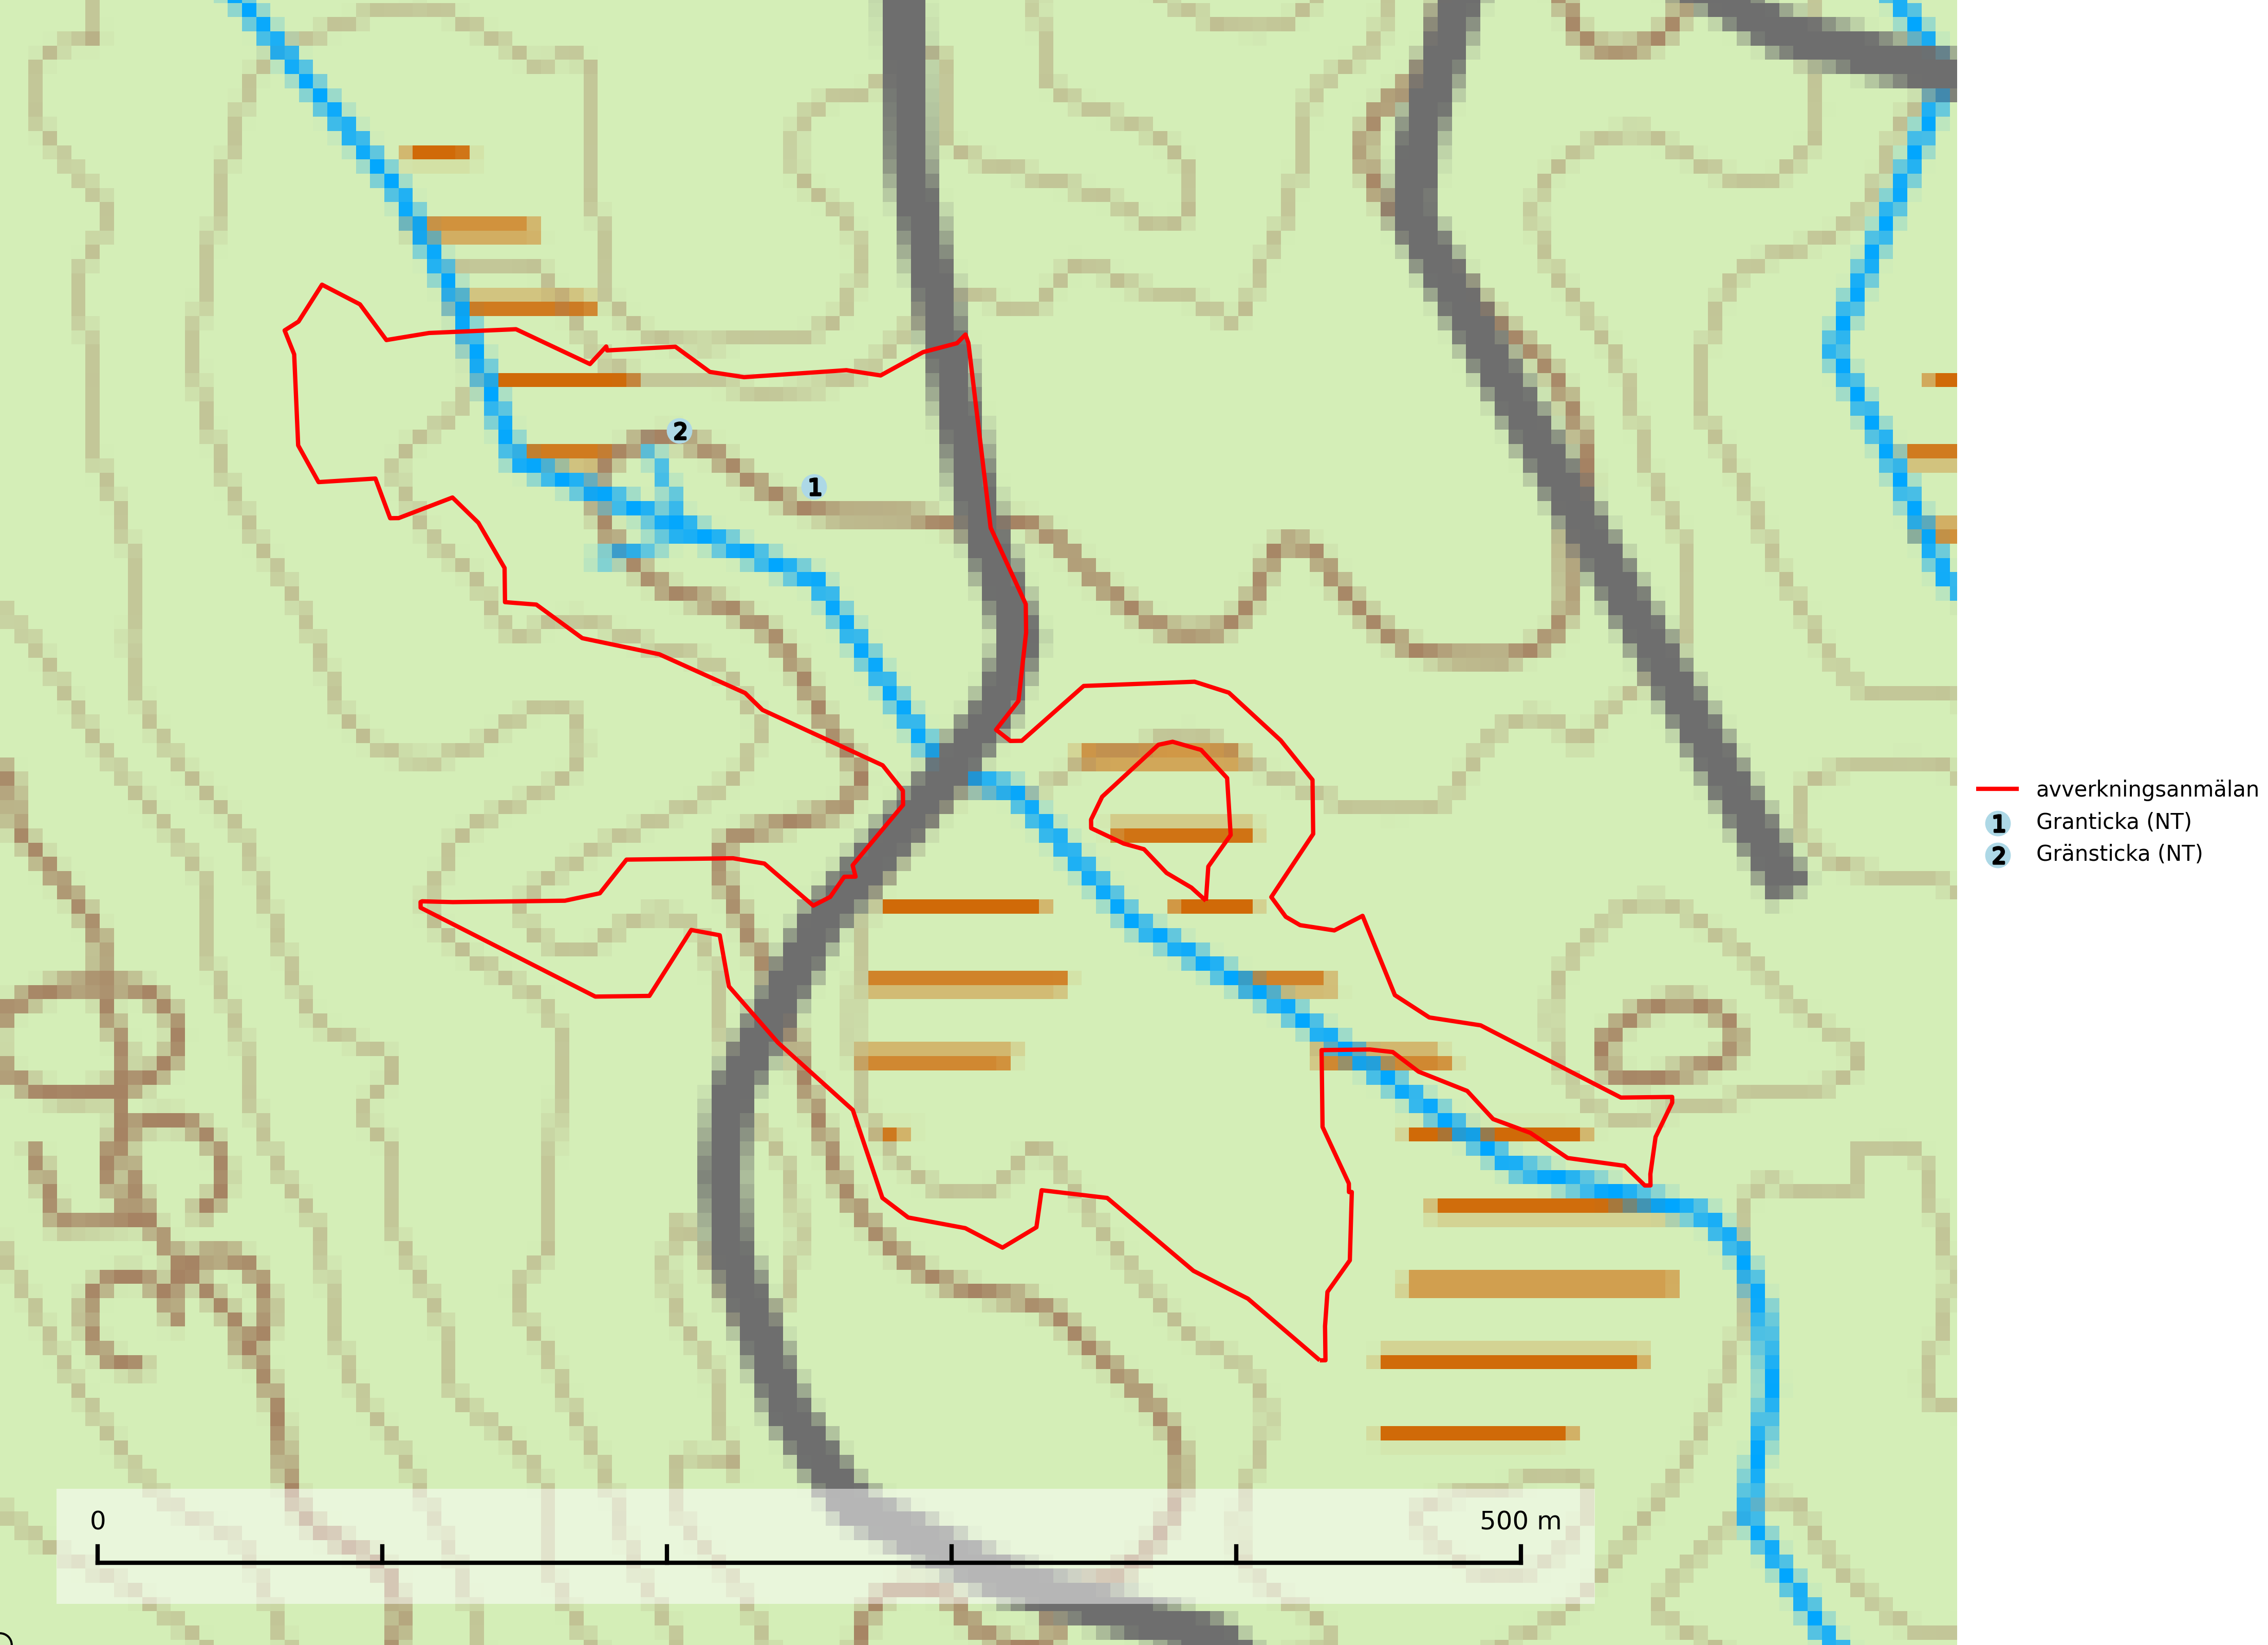 2
1
avverkningsanmälan
1 Granticka (NT)
2 Gränsticka (NT)
0 500 m